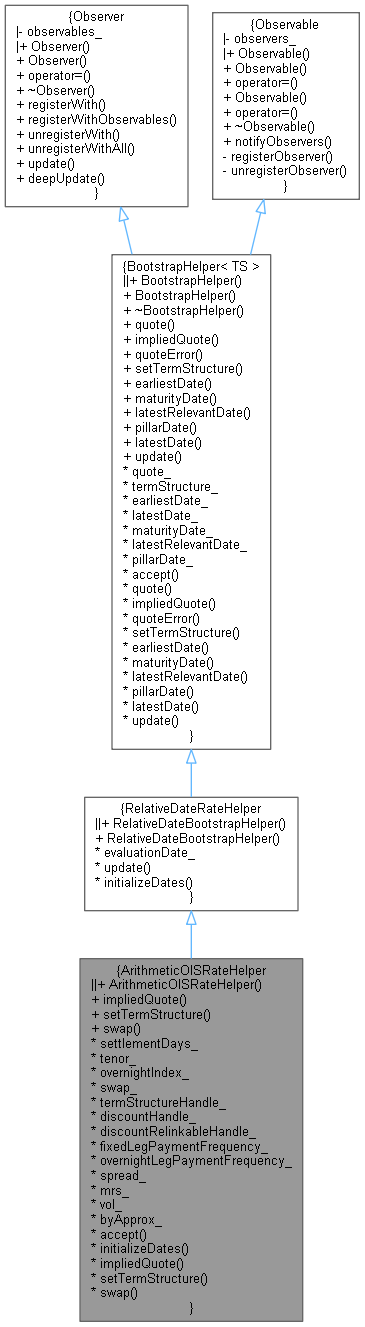 {Observer
|- observables_
|+ Observer()
+ Observer()
+ operator=()
+ ~Observer()
+ registerWith()
+ registerWithObservables()
+ unregisterWith()
+ unregisterWithAll()
+ update()
+ deepUpdate()
}
{Observable
|- observers_
|+ Observable()
+ Observable()
+ operator=()
+ Observable()
+ operator=()
+ ~Observable()
+ notifyObservers()
- registerObserver()
- unregisterObserver()
}
{BootstrapHelper< TS >
||+ BootstrapHelper()
+ BootstrapHelper()
+ ~BootstrapHelper()
+ quote()
+ impliedQuote()
+ quoteError()
+ setTermStructure()
+ earliestDate()
+ maturityDate()
+ latestRelevantDate()
+ pillarDate()
+ latestDate()
+ update()
* quote_
* termStructure_
* earliestDate_
* latestDate_
* maturityDate_
* latestRelevantDate_
* pillarDate_
* accept()
* quote()
* impliedQuote()
* quoteError()
* setTermStructure()
* earliestDate()
* maturityDate()
* latestRelevantDate()
* pillarDate()
* latestDate()
* update()
}
{RelativeDateRateHelper
||+ RelativeDateBootstrapHelper()
+ RelativeDateBootstrapHelper()
* evaluationDate_
* update()
* initializeDates()
}
{ArithmeticOISRateHelper
||+ ArithmeticOISRateHelper()
+ impliedQuote()
+ setTermStructure()
+ swap()
* settlementDays_
* tenor_
* overnightIndex_
* swap_
* termStructureHandle_
* discountHandle_
* discountRelinkableHandle_
* fixedLegPaymentFrequency_
* overnightLegPaymentFrequency_
* spread_
* mrs_
* vol_
* byApprox_
* accept()
* initializeDates()
* impliedQuote()
* setTermStructure()
* swap()
}